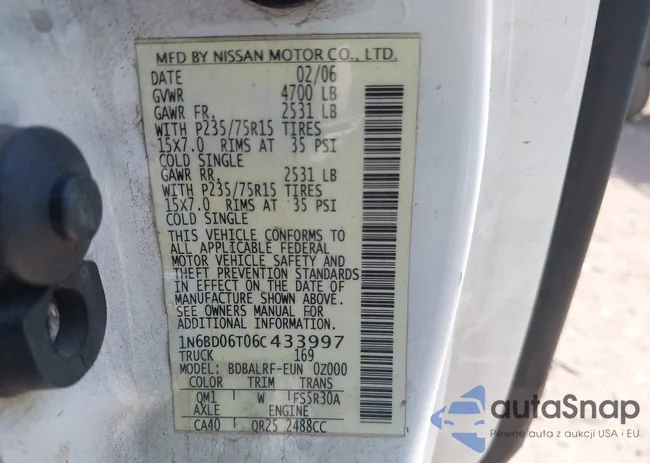 MFD BY NISSAN MOTOR CO., LTD.
DATE 02/06
GVWR 4700 LB
GAWR FR. 2531 LB
WITH P235/75R15 TIRES
15X7.0 RIMS AT 35 PSI
COLD SINGLE
GAWR RR. 2531 LB
WITH P235/75R15 TIRES
15X7.0 RIMS AT 35 PSI
COLD SINGLE
THIS VEHICLE CONFORMS TO
ALL APPLICABLE FEDERAL
MOTOR VEHICLE SAFETY AND
THEFT PREVENTION STANDARDS
IN EFFECT ON THE DATE OF
MANUFACTURE SHOWN ABOVE.
SEE OWNERS MANUAL FOR
ADDITIONAL INFORMATION.
1N6BD06T06C433997
TRUCK 169
MODEL: BDBALRF-EUN 0Z000
COLOR TRIM TRANS
QM1 W FS5R30A
AXLE ENGINE
CA40 QR25 2488CC
autoSnap
Pewne auta z aukcji USA i EU